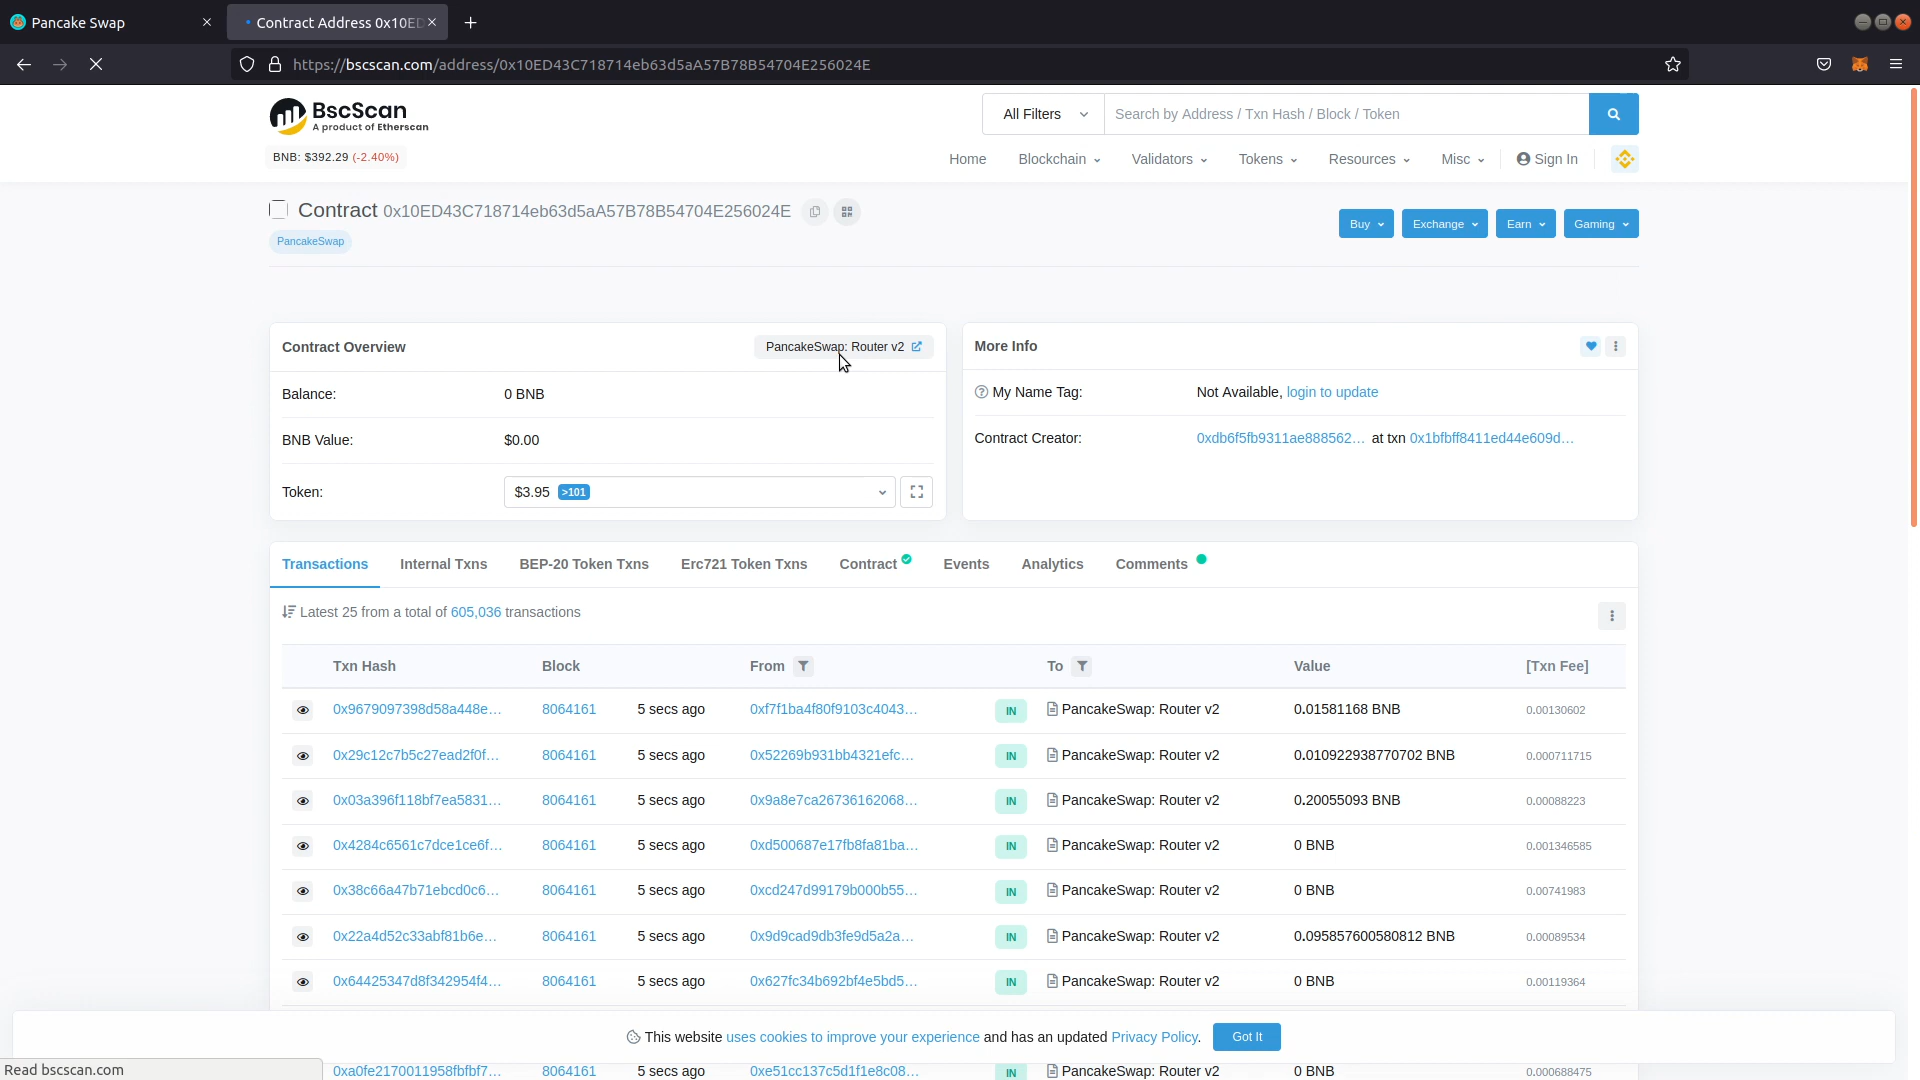 Pancake Swap
Contract Address 0x10ED
https://bscscan.com/address/0x10ED43C718714eb63d5aA57B78B54704E256024E
BscScan
A product of Etherscan
All Filters
Search by Address / Txn Hash / Block / Token
BNB: $392.29 (-2.40%)
Home Blockchain Validators Tokens Resources Misc Sign In
Contract 0x10ED43C718714eb63d5aA57B78B54704E256024E
Buy Exchange Earn Gaming
PancakeSwap
Contract Overview
PancakeSwap: Router v2
More Info
Balance: 0 BNB
My Name Tag: Not Available, login to update
BNB Value: $0.00
Contract Creator: 0xdb6f5fb9311ae888562... at txn 0x1bfbff8411ed44e609d...
Token: $3.95 >101
Transactions Internal Txns BEP-20 Token Txns Erc721 Token Txns Contract Events Analytics Comments
Latest 25 from a total of 605,036 transactions
Txn Hash Block From To Value [Txn Fee]
0x9679097398d58a448e... 8064161 5 secs ago 0xf7f1ba4f80f9103c4043... IN PancakeSwap: Router v2 0.01581168 BNB 0.00130602
0x29c12c7b5c27ead2f0f... 8064161 5 secs ago 0x52269b931bb4321efc... IN PancakeSwap: Router v2 0.010922938770702 BNB 0.000711715
0x03a396f118bf7ea5831... 8064161 5 secs ago 0x9a8e7ca26736162068... IN PancakeSwap: Router v2 0.20055093 BNB 0.00088223
0x4284c6561c7dce1ce6f... 8064161 5 secs ago 0xd500687e17fb8fa81ba... IN PancakeSwap: Router v2 0 BNB 0.001346585
0x38c66a47b71ebcd0c6... 8064161 5 secs ago 0xcd247d99179b000b55... IN PancakeSwap: Router v2 0 BNB 0.00741983
0x22a4d52c33abf81b6e... 8064161 5 secs ago 0x9d9cad9db3fe9d5a2a... IN PancakeSwap: Router v2 0.095857600580812 BNB 0.00089534
0x64425347d8f342954f4... 8064161 5 secs ago 0x627fc34b692bf4e5bd5... IN PancakeSwap: Router v2 0 BNB 0.00119364
This website uses cookies to improve your experience and has an updated Privacy Policy. Got It
Read bscscan.com
0xa0fe2170011958fbfbf7... 8064161 5 secs ago 0xe51cc137c5d1f1e8c08... IN PancakeSwap: Router v2 0 BNB 0.000688475